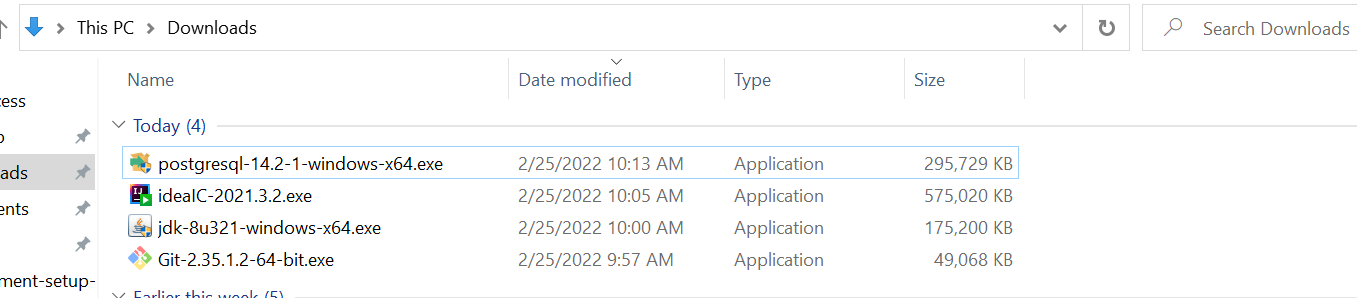 This PC > Downloads Search Downloads
Name Date modified Type Size
Today (4)
postgresql-14.2-1-windows-x64.exe 2/25/2022 10:13 AM Application 295,729 KB
ads ideaIC-2021.3.2.exe 2/25/2022 10:05 AM Application 575,020 KB
ents jdk-8u321-windows-x64.exe 2/25/2022 10:00 AM Application 175,200 KB
Git-2.35.1.2-64-bit.exe 2/25/2022 9:57 AM Application 49,068 KB
ment-setup- Earlier this week (5)